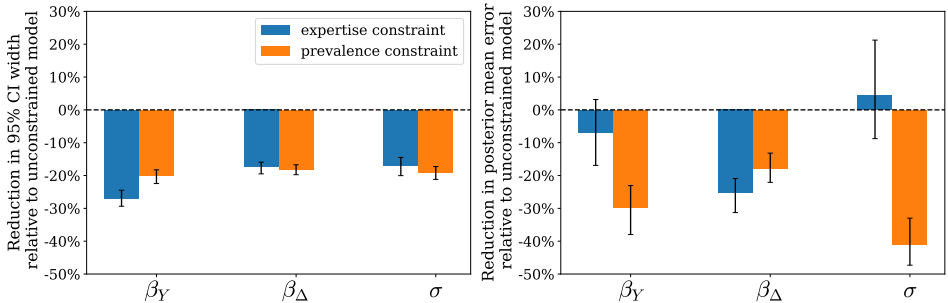 Reduction in 95% CI width
relative to unconstrained model
30%
20%
10%
0%
-10%
-20%
-30%
-40%
-50%
expertise constraint
prevalence constraint
β_Y
β_Δ
σ
Reduction in posterior mean error
relative to unconstrained model
30%
20%
10%
0%
-10%
-20%
-30%
-40%
-50%
β_Y
β_Δ
σ